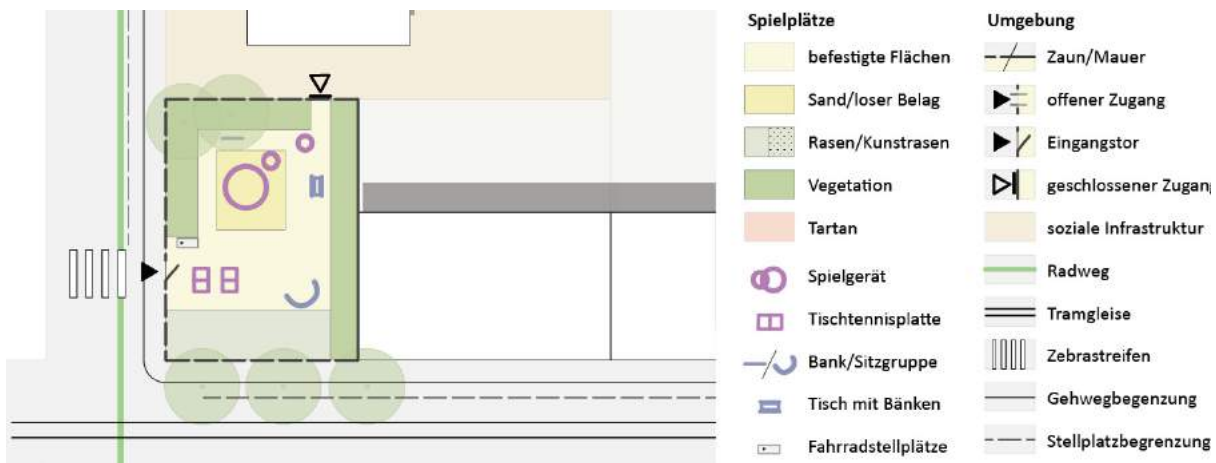 Spielplätze
befestigte Flächen
Sand/loser Belag
Rasen/Kunstrasen
Vegetation
Tartan
Spielgerät
Tischtennisplatte
Bank/Sitzgruppe
Tisch mit Bänken
Fahrradstellplätze
Umgebung
Zaun/Mauer
offener Zugang
Eingangstor
geschlossener Zugang
soziale Infrastruktur
Radweg
Tramgleise
Zebrastreifen
Gehwegbegenzung
Stellplatzbegrenzung